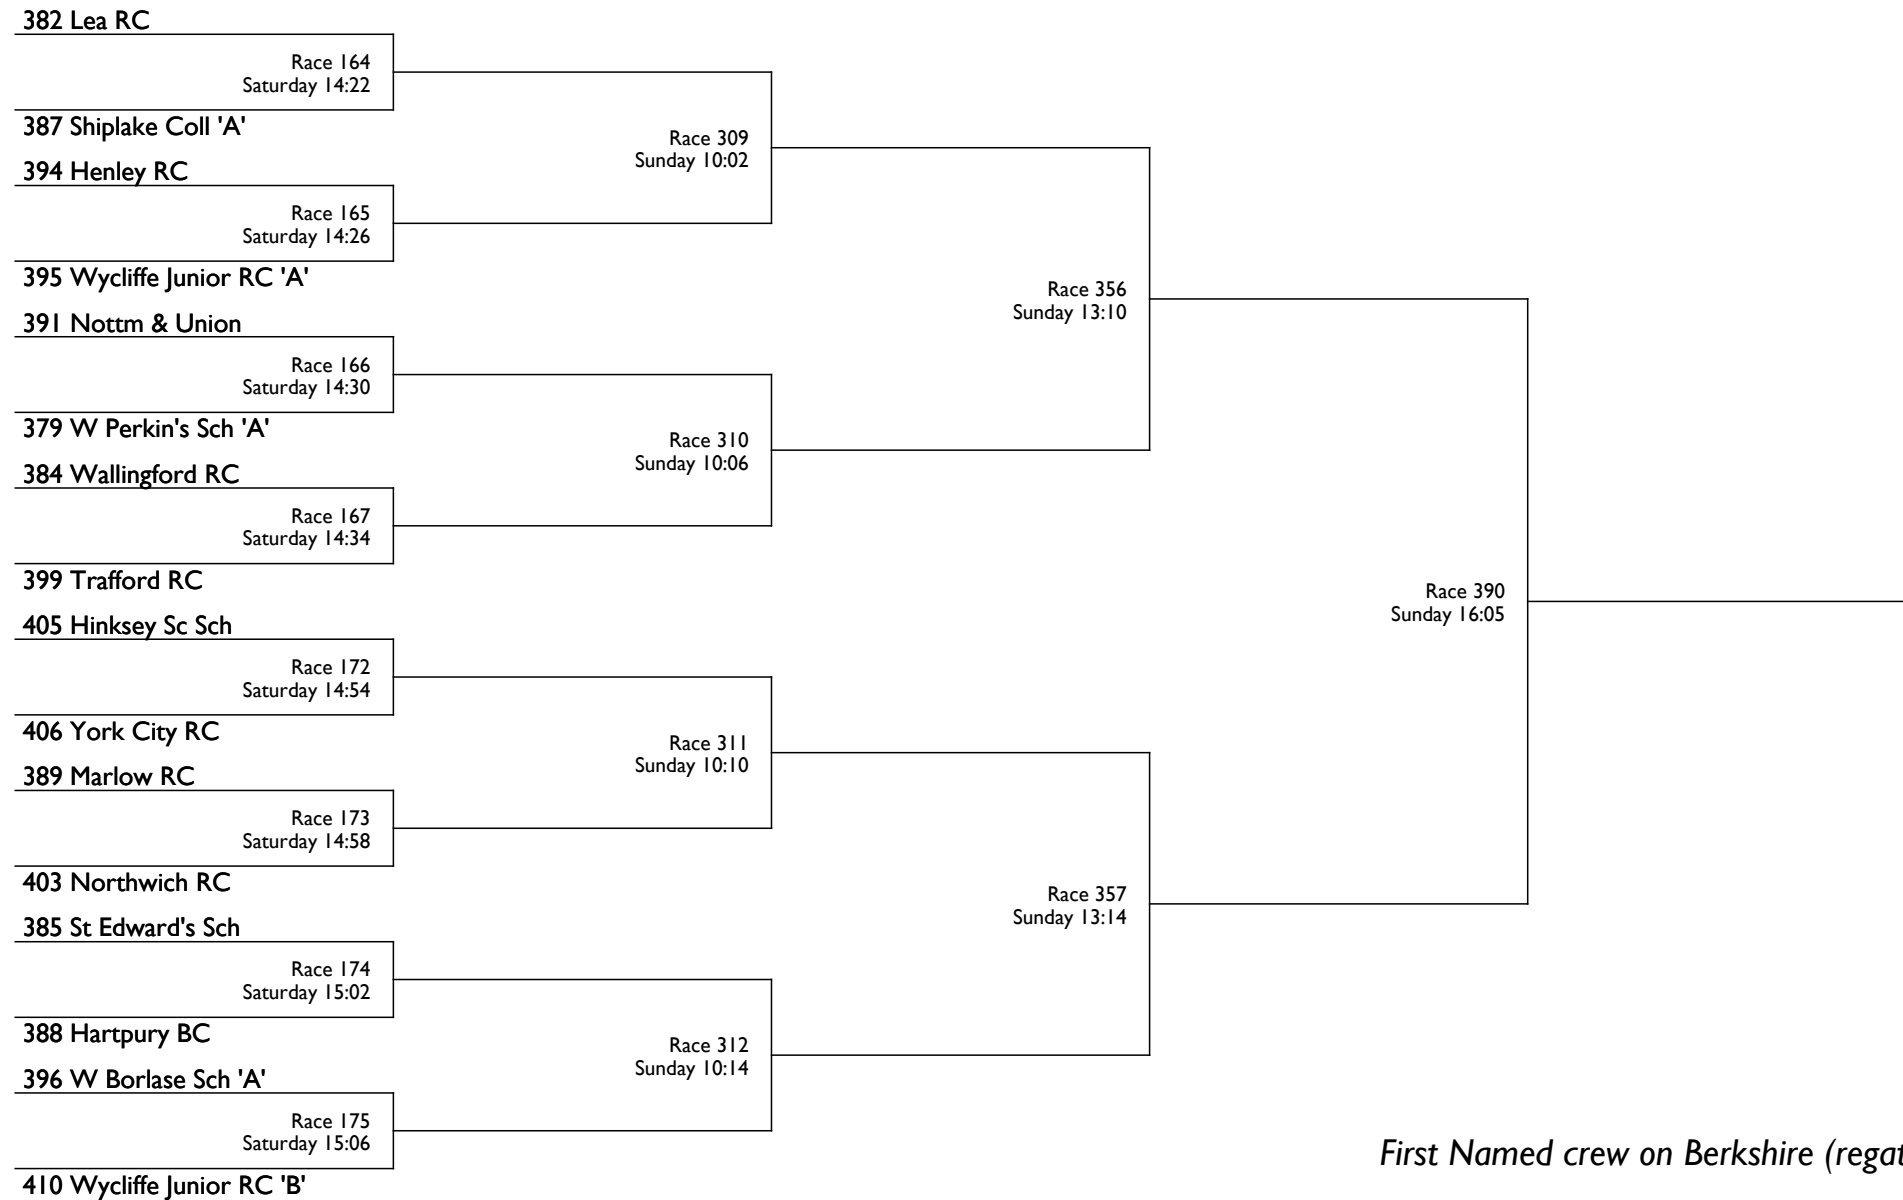 382 Lea RC
Race 164
Saturday 14:22
387 Shiplake Coll 'A'
Race 309
Sunday 10:02
394 Henley RC
Race 165
Saturday 14:26
395 Wycliffe Junior RC 'A'
Race 356
Sunday 13:10
391 Nottm & Union
Race 166
Saturday 14:30
379 W Perkin's Sch 'A'
Race 310
Sunday 10:06
384 Wallingford RC
Race 167
Saturday 14:34
399 Trafford RC
Race 390
Sunday 16:05
405 Hinksey Sc Sch
Race 172
Saturday 14:54
406 York City RC
Race 311
Sunday 10:10
389 Marlow RC
Race 173
Saturday 14:58
403 Northwich RC
Race 357
Sunday 13:14
385 St Edward's Sch
Race 174
Saturday 15:02
388 Hartpury BC
Race 312
Sunday 10:14
396 W Borlase Sch 'A'
Race 175
Saturday 15:06
410 Wycliffe Junior RC 'B'
First Named crew on Berkshire (regat